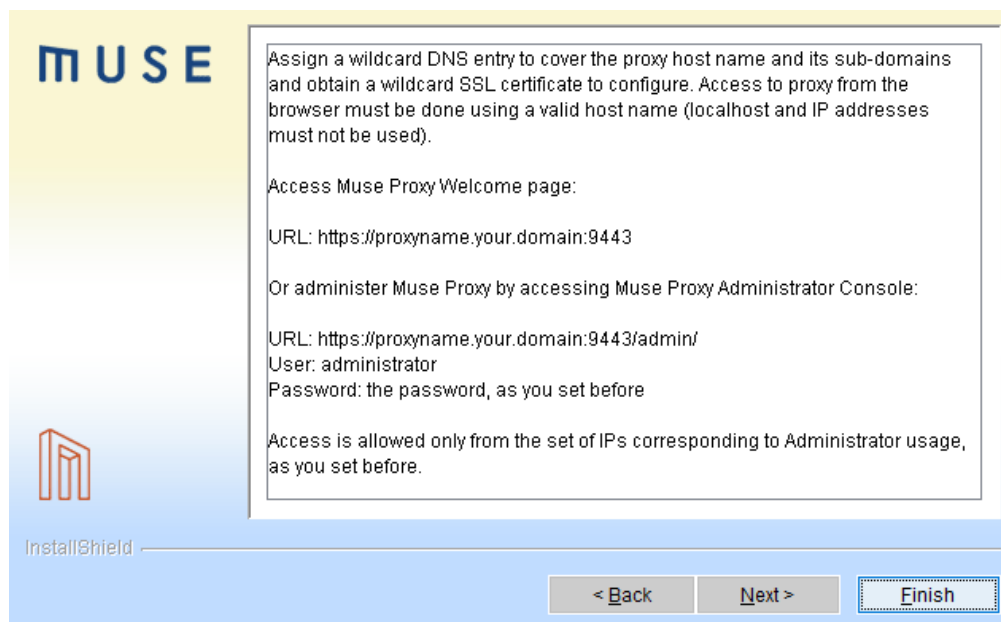 MUSE
Assign a wildcard DNS entry to cover the proxy host name and its sub-domains
and obtain a wildcard SSL certificate to configure. Access to proxy from the
browser must be done using a valid host name (localhost and IP addresses
must not be used).
Access Muse Proxy Welcome page:
URL: https://proxyname.your.domain:9443
Or administer Muse Proxy by accessing Muse Proxy Administrator Console:
URL: https://proxyname.your.domain:9443/admin/
User: administrator
Password: the password, as you set before
Access is allowed only from the set of IPs corresponding to Administrator usage,
as you set before.
InstallShield
< Back Next > Finish